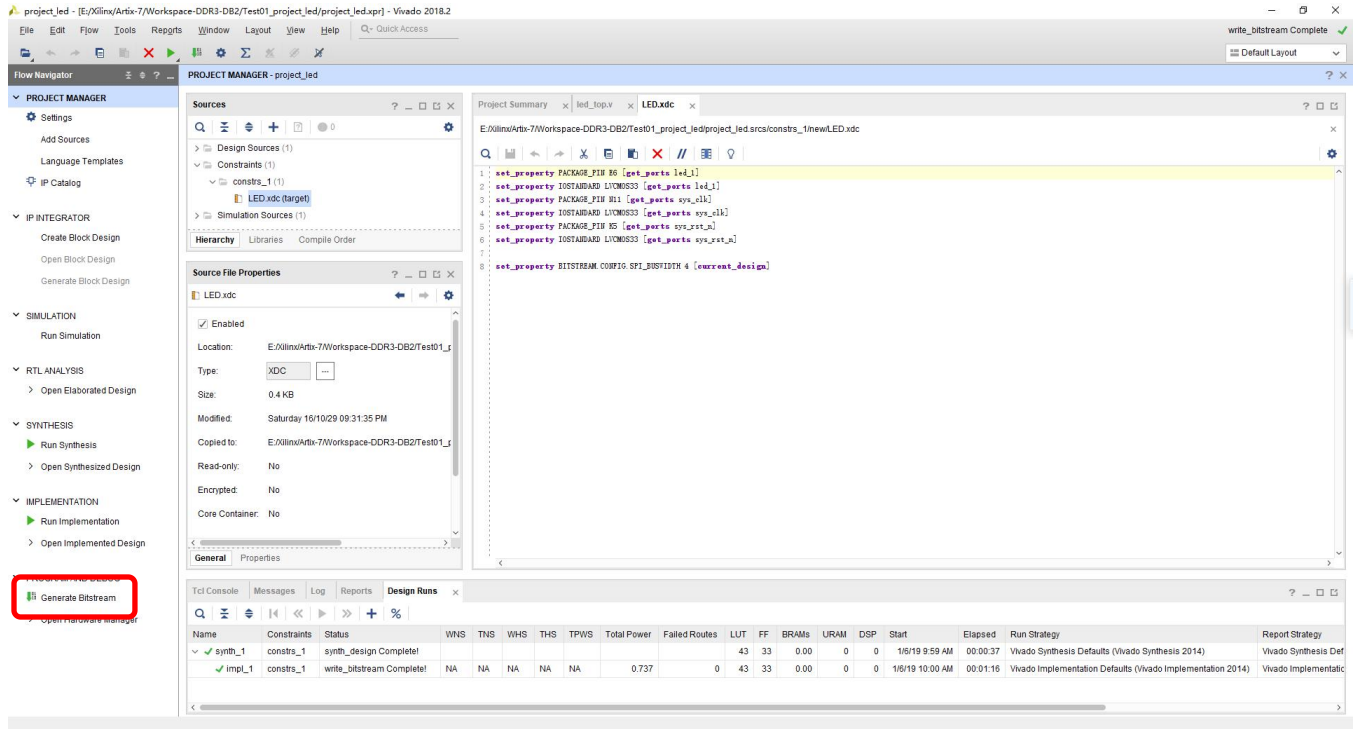 project_led - [E:/Xilinx/Artix-7/Workspace-DDR3-DB2/Test01_project_led/project_led.xpr] - Vivado 2018.2
File Edit Flow Tools Reports Window Layout View Help Quick Access
write_bitstream Complete
Default Layout
Flow Navigator
PROJECT MANAGER - project_led
PROJECT MANAGER
Settings
Add Sources
Language Templates
IP Catalog
IP INTEGRATOR
Create Block Design
Open Block Design
Generate Block Design
SIMULATION
Run Simulation
RTL ANALYSIS
Open Elaborated Design
SYNTHESIS
Run Synthesis
Open Synthesized Design
IMPLEMENTATION
Run Implementation
Open Implemented Design
PROGRAM AND DEBUG
Generate Bitstream
Open Hardware Manager
Sources
0
Design Sources (1)
Constraints (1)
constrs_1 (1)
LED.xdc (target)
Simulation Sources (1)
Hierarchy Libraries Compile Order
Source File Properties
LED.xdc
Enabled
Location: E:/Xilinx/Artix-7/Workspace-DDR3-DB2/Test01_p
Type: XDC
Size: 0.4 KB
Modified: Saturday 16/10/29 09:31:35 PM
Copied to: E:/Xilinx/Artix-7/Workspace-DDR3-DB2/Test01_p
Read-only: No
Encrypted: No
Core Container: No
General Properties
Project Summary led_top.v LED.xdc
E:/Xilinx/Artix-7/Workspace-DDR3-DB2/Test01_project_led/project_led.srcs/constrs_1/new/LED.xdc
1 set_property PACKAGE_PIN E6 [get_ports led_1]
2 set_property IOSTANDARD LVCMOS33 [get_ports led_1]
3 set_property PACKAGE_PIN N11 [get_ports sys_clk]
4 set_property IOSTANDARD LVCMOS33 [get_ports sys_clk]
5 set_property PACKAGE_PIN K5 [get_ports sys_rst_n]
6 set_property IOSTANDARD LVCMOS33 [get_ports sys_rst_n]
7
8 set_property BITSTREAM.CONFIG.SPI_BUSWIDTH 4 [current_design]
Tcl Console Messages Log Reports Design Runs
Name Constraints Status WNS TNS WHS THS TPWS Total Power Failed Routes LUT FF BRAMs URAM DSP Start Elapsed Run Strategy Report Strategy
synth_1 constrs_1 synth_design Complete! 43 33 0.00 0 0 1/6/19 9:59 AM 00:00:37 Vivado Synthesis Defaults (Vivado Synthesis 2014) Vivado Synthesis Def
impl_1 constrs_1 write_bitstream Complete! NA NA NA NA NA 0.737 0 43 33 0.00 0 0 1/6/19 10:00 AM 00:01:16 Vivado Implementation Defaults (Vivado Implementation 2014) Vivado Implementatic